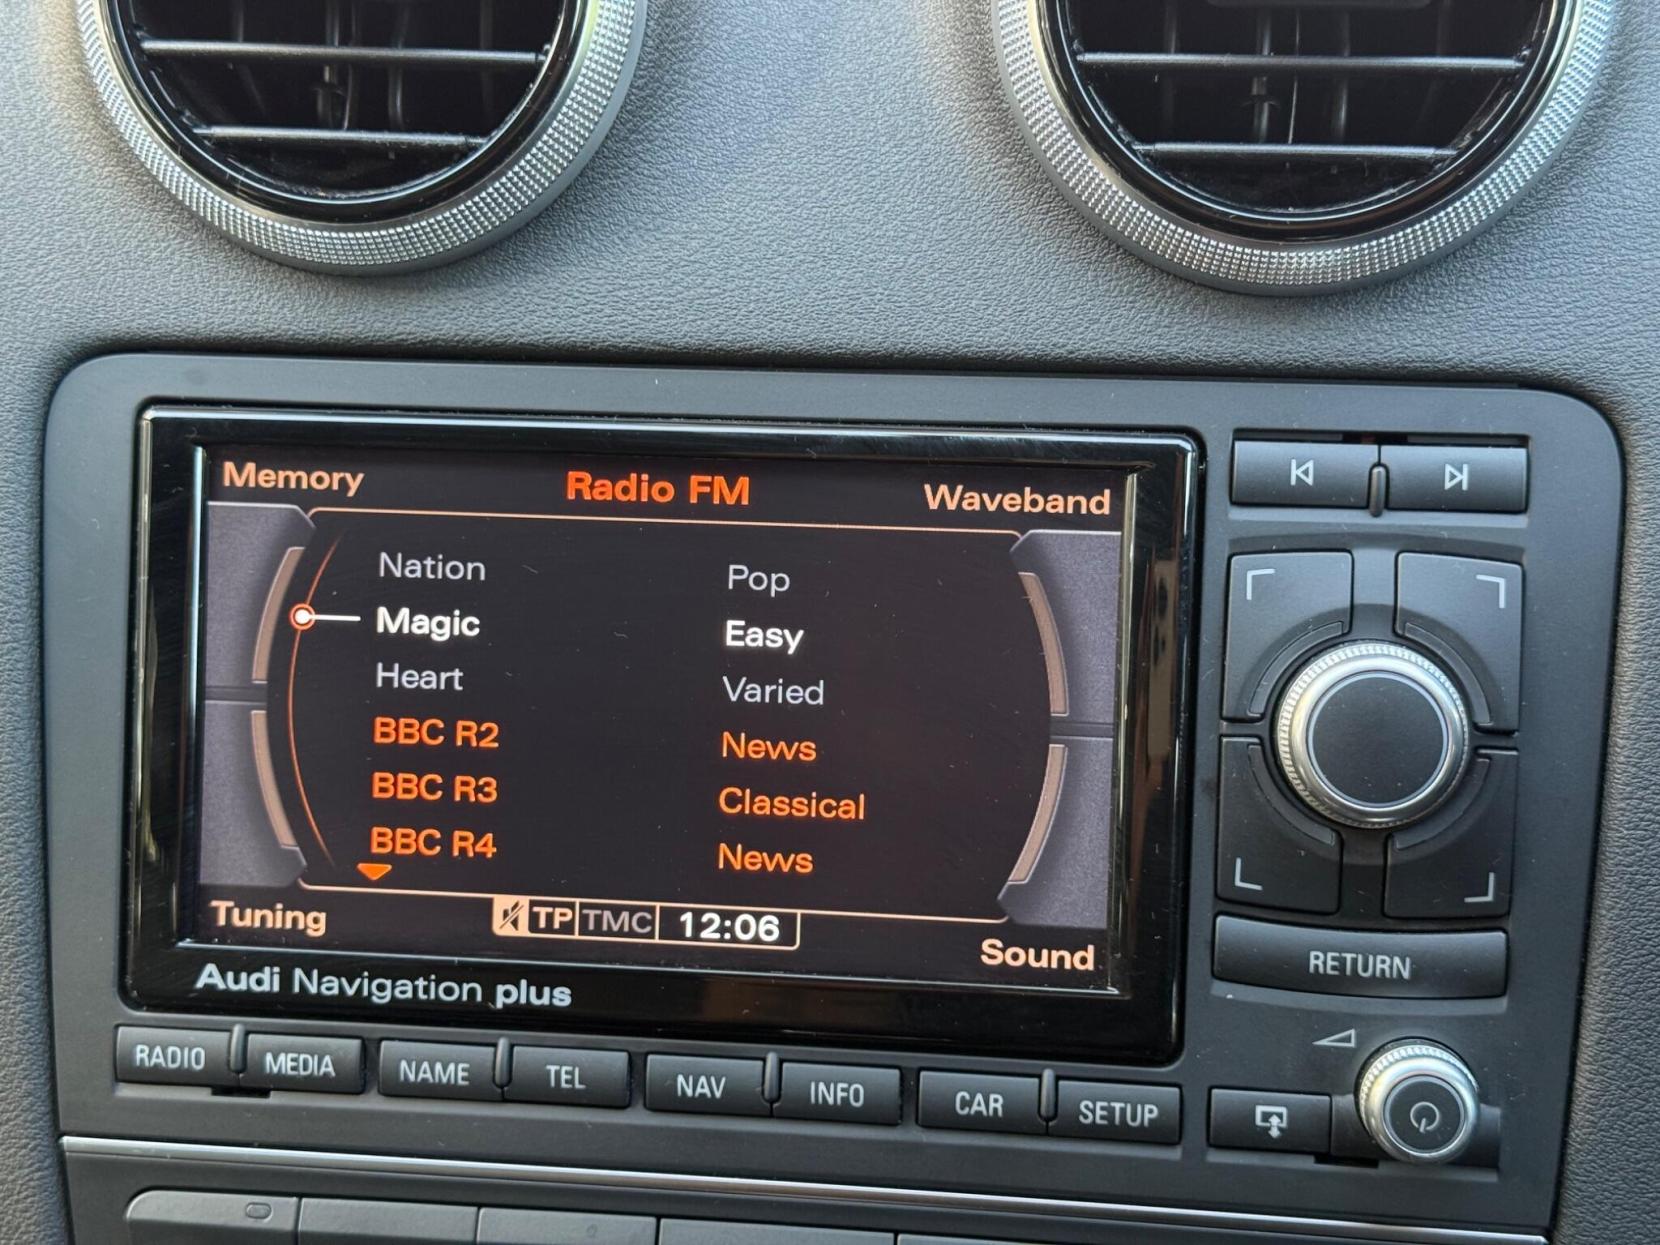 Memory Radio FM Waveband
Nation Pop
Magic Easy
Heart Varied
BBC R2 News
BBC R3 Classical
BBC R4 News
Tuning TP TMC 12:06 Sound
Audi Navigation plus
RETURN
RADIO MEDIA NAME TEL NAV INFO CAR SETUP